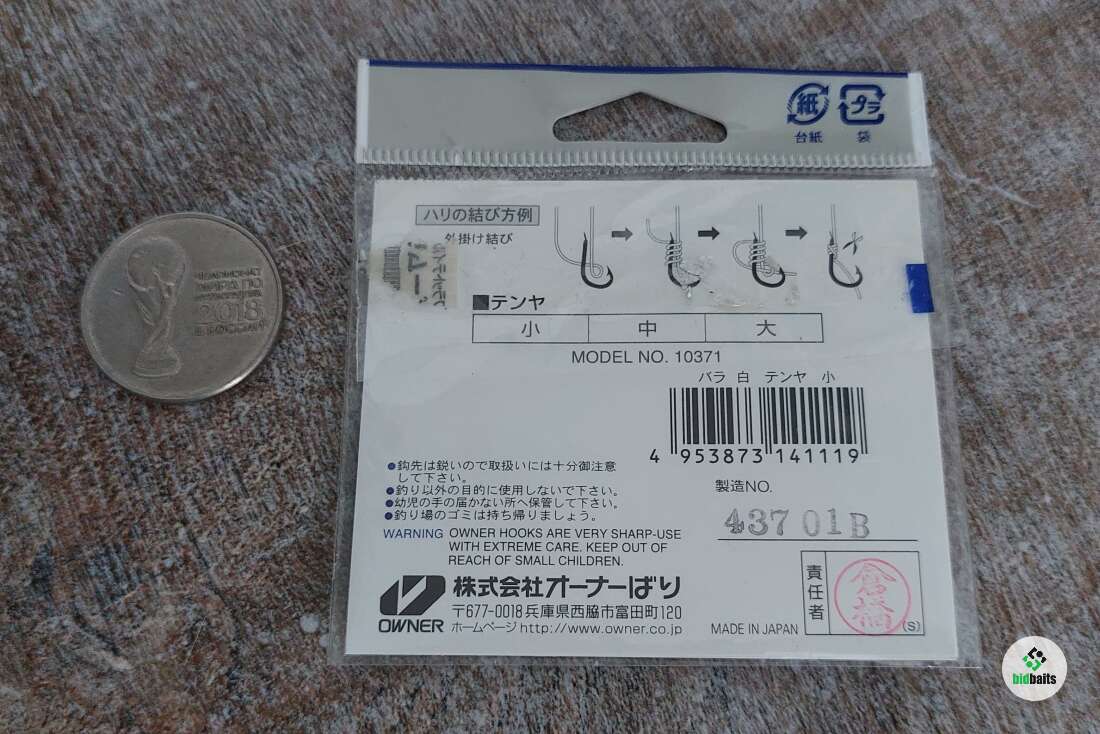 紙
プラ
台紙
袋
ハリの結び方例
外掛け結び
■テンヤ
小 中 大
MODEL NO. 10371
バラ 白 テンヤ 小
4 953873 141119
●鈎先は鋭いので取扱いには十分御注意
して下さい。
●釣り以外の目的に使用しないで下さい。
●幼児の手の届かない所へ保管して下さい。
●釣り場のゴミは持ち帰りましょう。
製造NO.
437 01B
WARNING OWNER HOOKS ARE VERY SHARP-USE
WITH EXTREME CARE. KEEP OUT OF
REACH OF SMALL CHILDREN.
OWNER
株式会社オーナーばり
〒677-0018 兵庫県西脇市富田町120
ホームページ http://www.owner.co.jp
MADE IN JAPAN
責任者
(S)
ЧЕМПИОНАТ
МИРА ПО
ФУТБОЛУ FIFA
2018
В РОССИИ
bidbaits